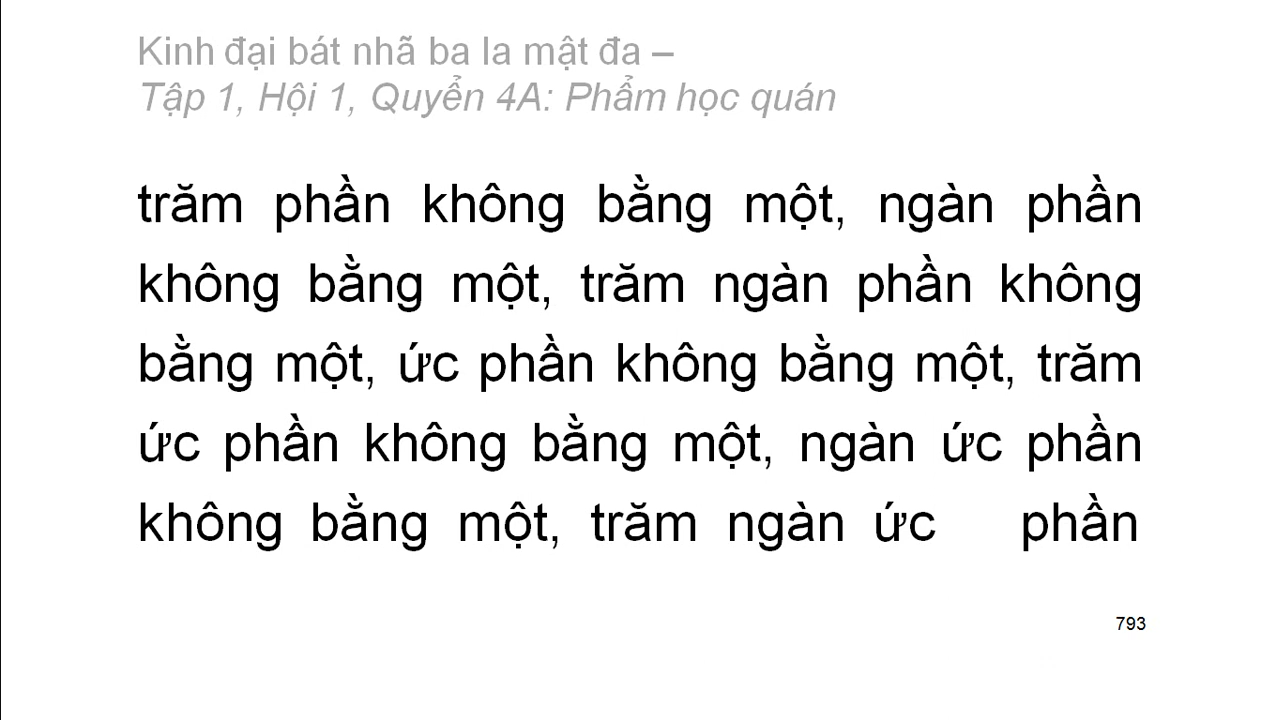 Kinh đại bát nhã ba la mật đa –
Tập 1, Hội 1, Quyển 4A: Phẩm học quán
trăm phần không bằng một, ngàn phần
không bằng một, trăm ngàn phần không
bằng một, ức phần không bằng một, trăm
ức phần không bằng một, ngàn ức phần
không bằng một, trăm ngàn ức phần
793